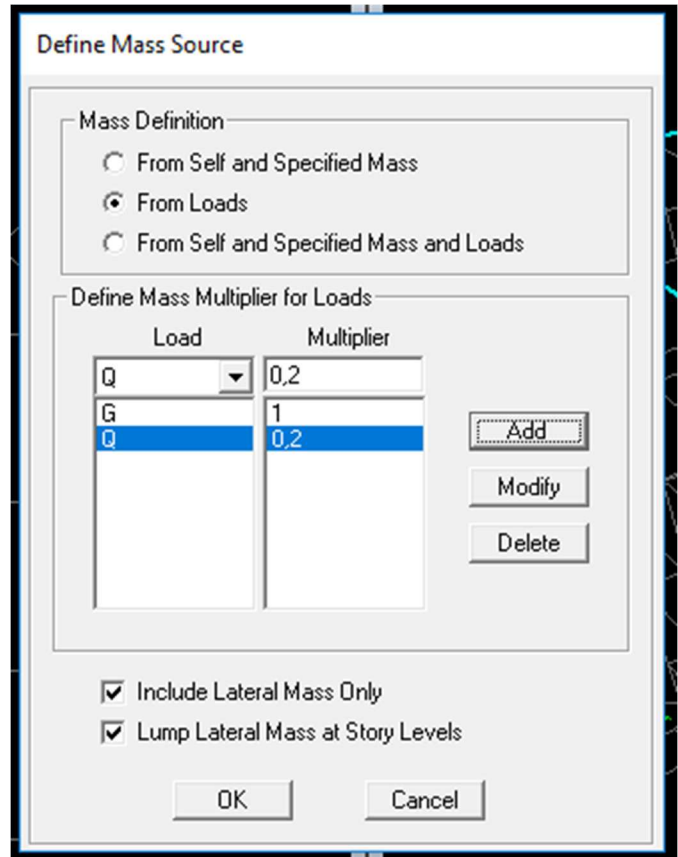 Define Mass Source
Mass Definition
From Self and Specified Mass
From Loads
From Self and Specified Mass and Loads
Define Mass Multiplier for Loads
Load Multiplier
Q 0,2
G 1
Q 0,2
Add
Modify
Delete
Include Lateral Mass Only
Lump Lateral Mass at Story Levels
OK Cancel